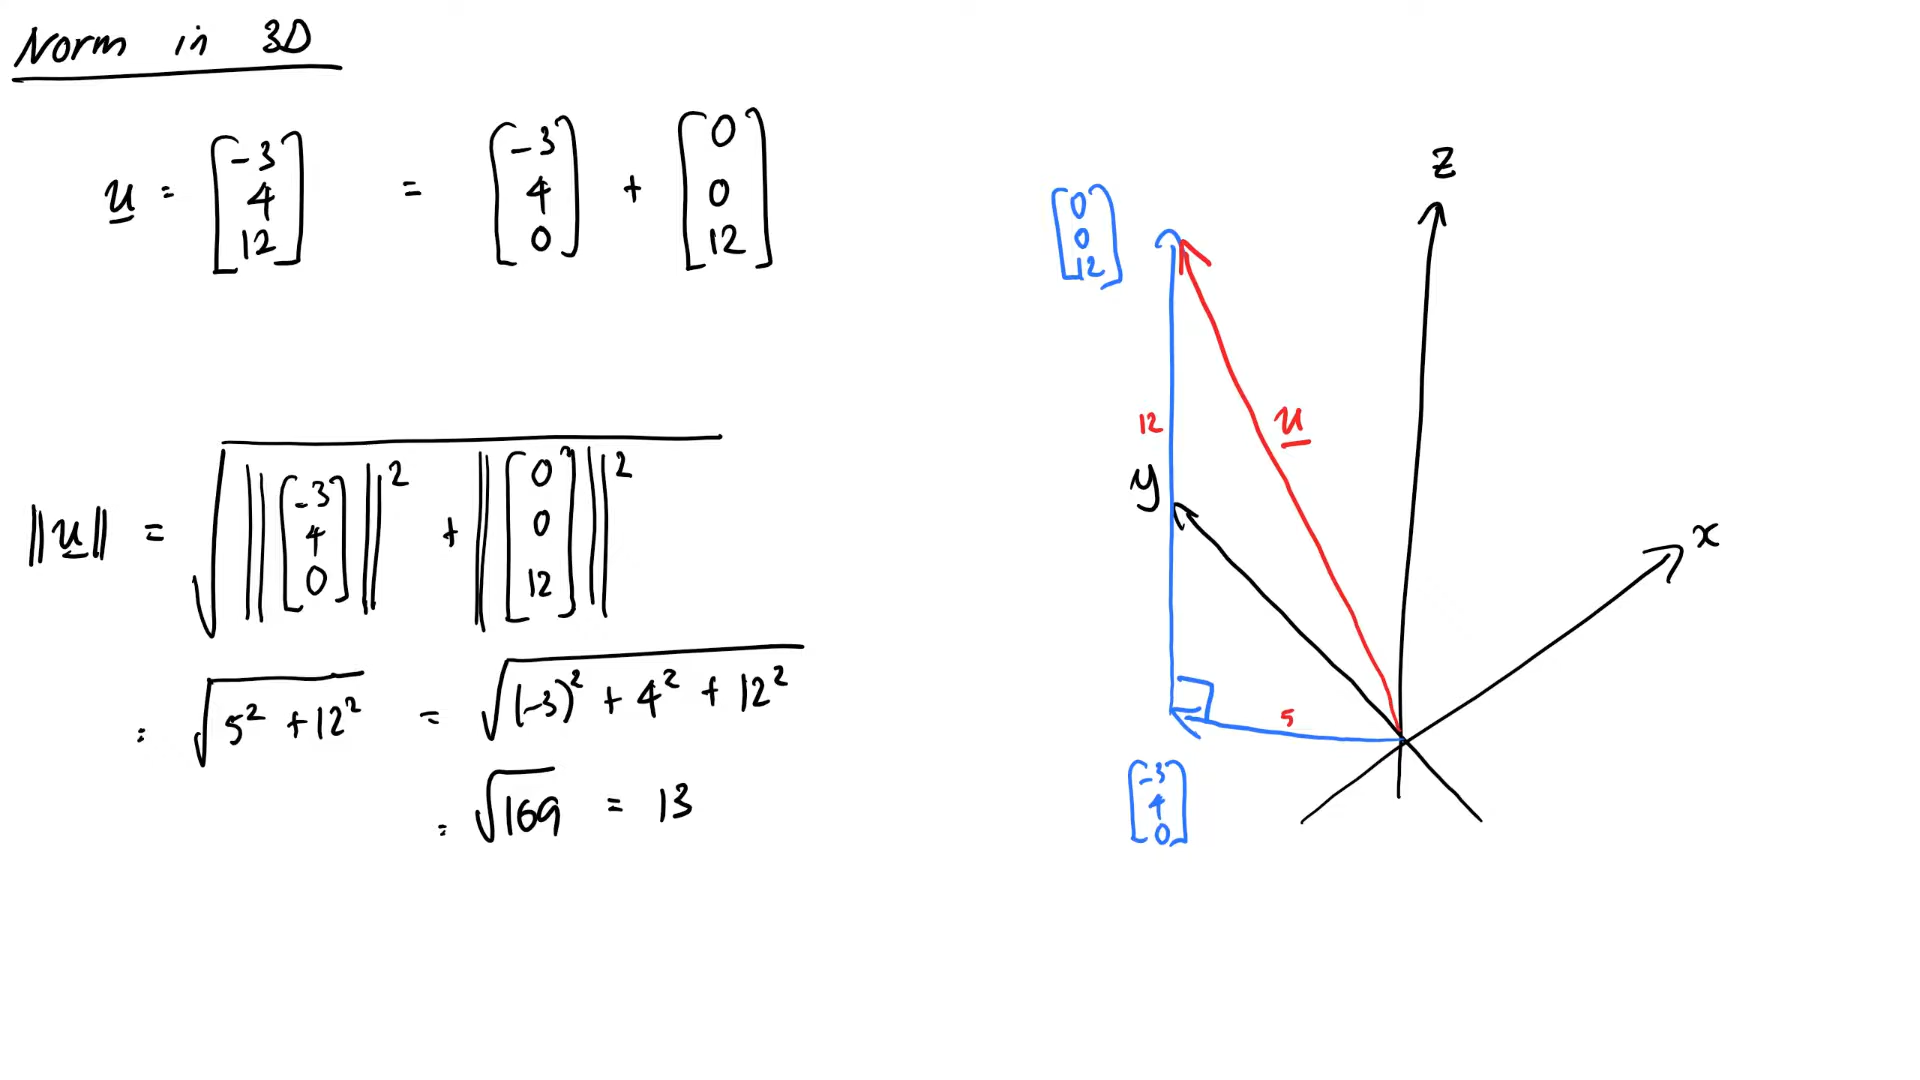 Norm in 3D
u = [-3 4 12] = [-3 4 0] + [0 0 12]
||u|| = √ || [-3 4 0] ||² + || [0 0 12] ||²
= √5² + 12² = √(-3)² + 4² + 12²
= √169 = 13
z
[0 0 12]
12
u
y
x
5
[-3 4 0]